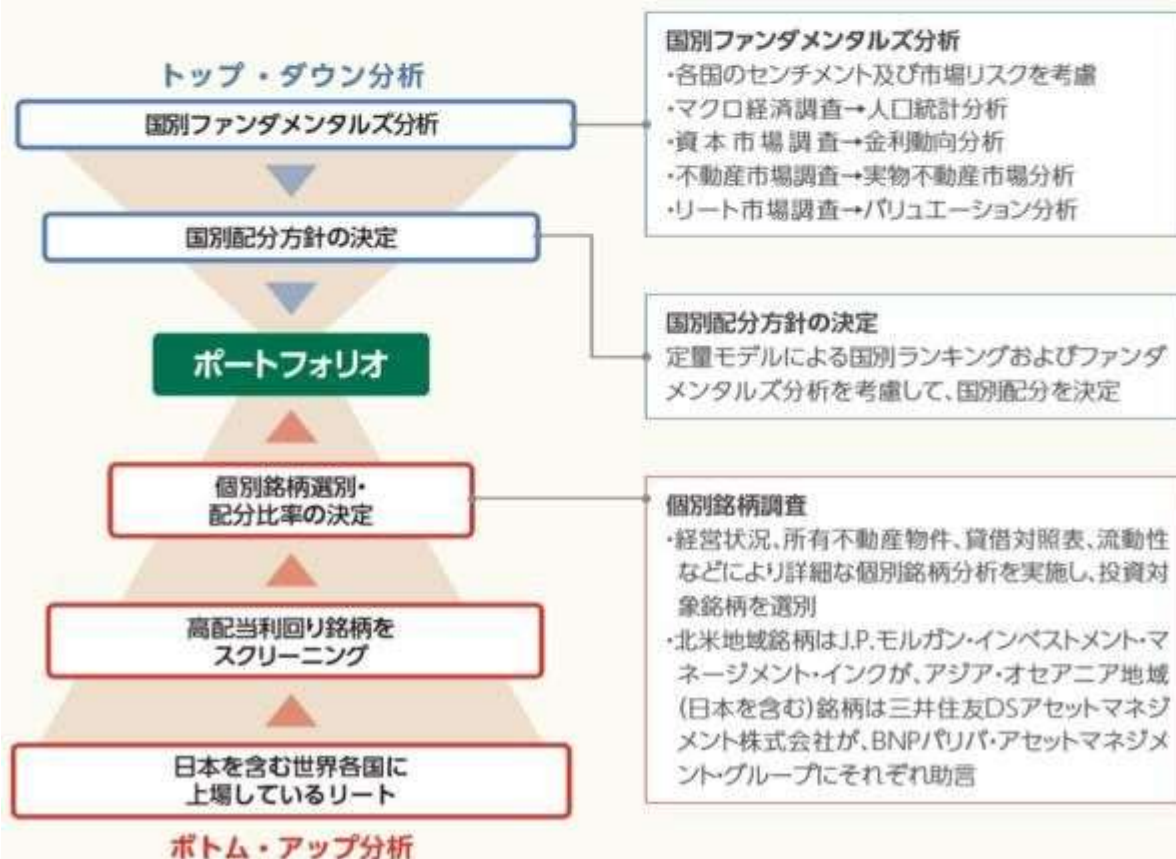 トップ・ダウン分析
国別ファンダメンタルズ分析
国別配分方針の決定
ポートフォリオ
個別銘柄選別・
配分比率の決定
高配当利回り銘柄を
スクリーニング
日本を含む世界各国に
上場しているリート
ボトム・アップ分析
国別ファンダメンタルズ分析
・各国のセンチメント及び市場リスクを考慮
・マクロ経済調査→人口統計分析
・資本市場調査→金利動向分析
・不動産市場調査→実物不動産市場分析
・リート市場調査→バリュエーション分析
国別配分方針の決定
定量モデルによる国別ランキングおよびファンダ
メンタルズ分析を考慮して、国別配分を決定
個別銘柄調査
・経営状況、所有不動産物件、貸借対照表、流動性
などにより詳細な個別銘柄分析を実施し、投資対
象銘柄を選別
・北米地域銘柄はJ.P.モルガン・インベストメント・マ
ネージメント・インクが、アジア・オセアニア地域
(日本を含む)銘柄は三井住友DSアセットマネジ
メント株式会社が、BNPパリバ・アセットマネジメ
ント・グループにそれぞれ助言